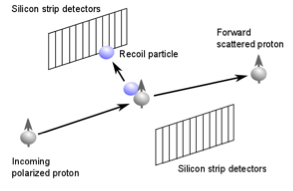 Silicon strip detectors
Recoil particle
Forward
scattered proton
Incoming
polarized proton
Silicon strip detectors